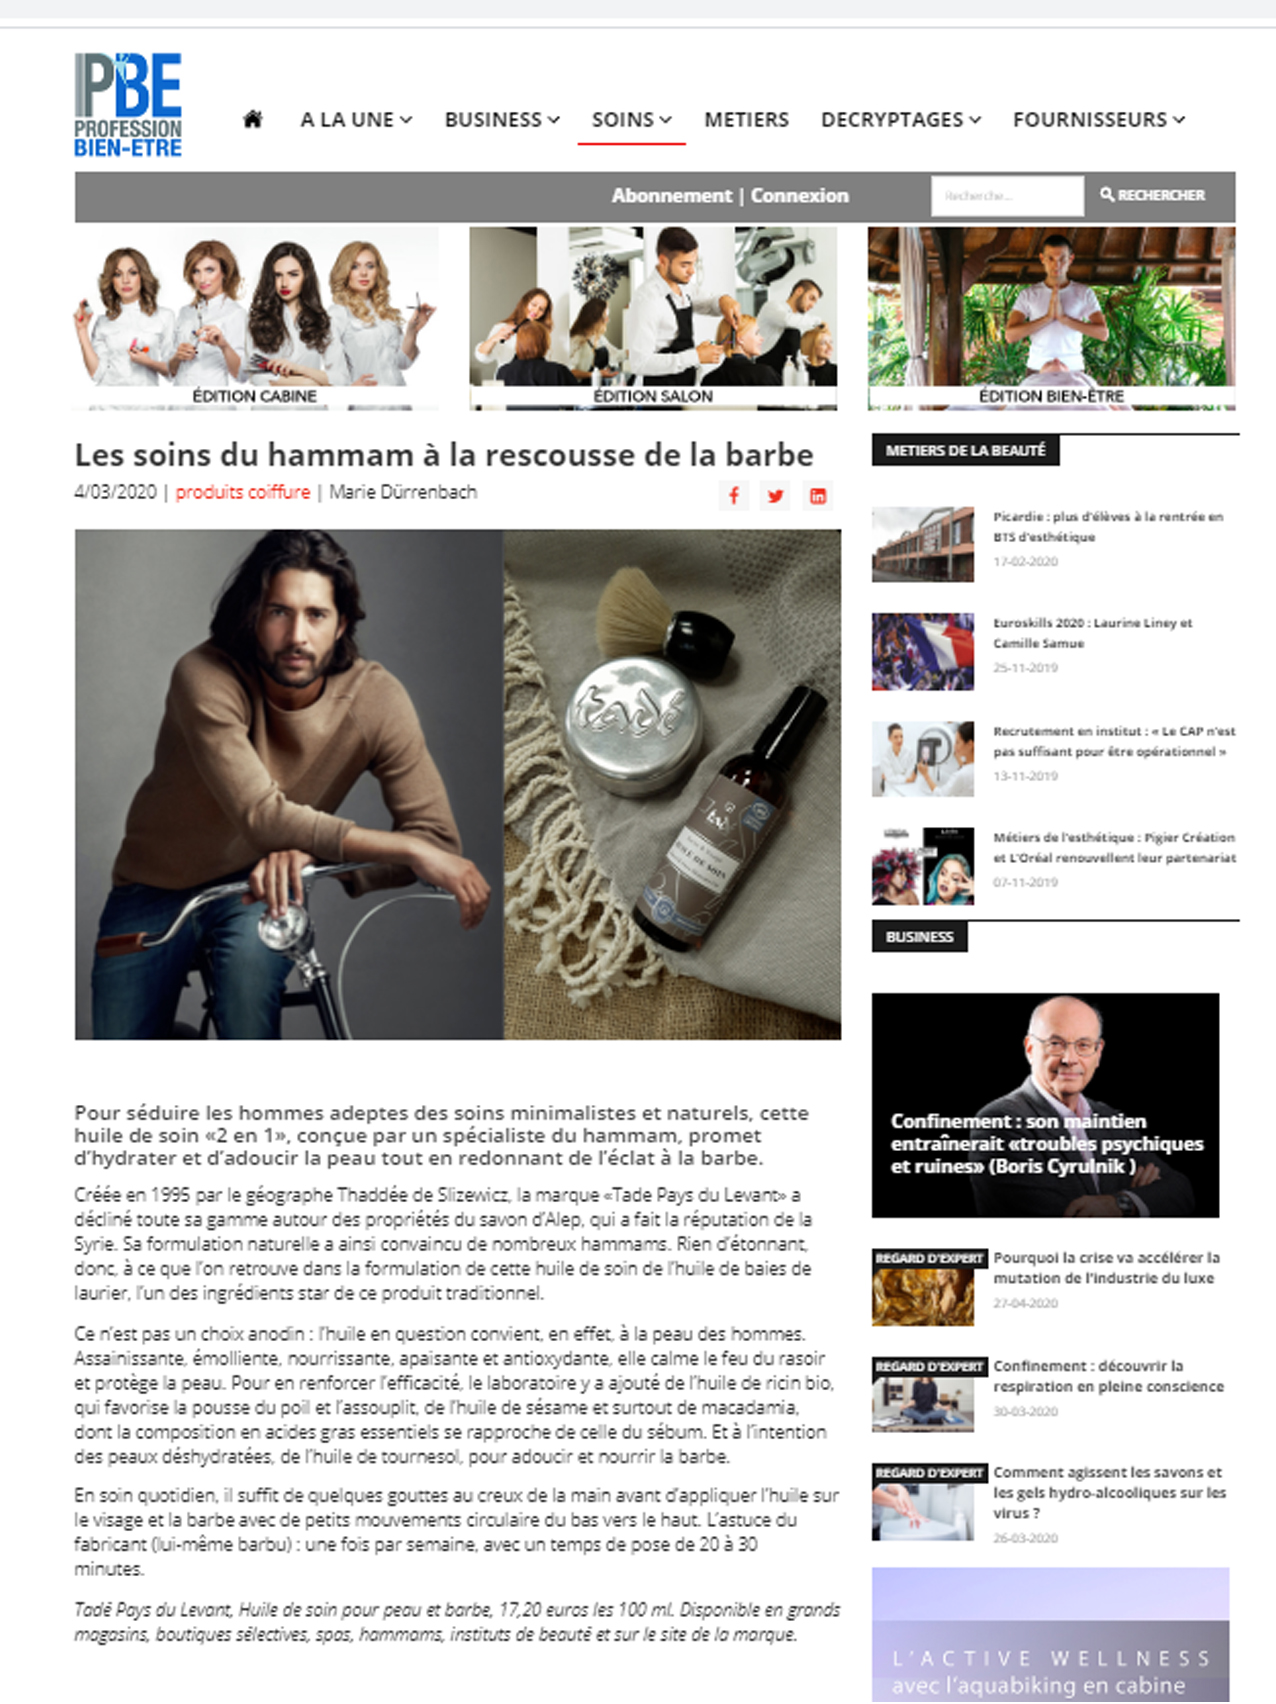 PBE
PROFESSION
BIEN-ETRE
A LA UNE
BUSINESS
SOINS
METIERS
DECRYPTAGES
FOURNISSEURS
Abonnement | Connexion
Recherche...
RECHERCHER
ÉDITION CABINE
ÉDITION SALON
ÉDITION BIEN-ÊTRE
Les soins du hammam à la rescousse de la barbe
4/03/2020 | produits coiffure | Marie Dürrenbach
tadé
Tadé
HUILE DE SOIN
Pour séduire les hommes adeptes des soins minimalistes et naturels, cette
huile de soin «2 en 1», conçue par un spécialiste du hammam, promet
d'hydrater et d'adoucir la peau tout en redonnant de l'éclat à la barbe.
Créée en 1995 par le géographe Thaddée de Slizewicz, la marque «Tade Pays du Levant» a
décliné toute sa gamme autour des propriétés du savon d'Alep, qui a fait la réputation de la
Syrie. Sa formulation naturelle a ainsi convaincu de nombreux hammams. Rien d'étonnant,
donc, à ce que l'on retrouve dans la formulation de cette huile de soin de l'huile de baies de
laurier, l'un des ingrédients star de ce produit traditionnel.
Ce n'est pas un choix anodin : l'huile en question convient, en effet, à la peau des hommes.
Assainissante, émolliente, nourrissante, apaisante et antioxydante, elle calme le feu du rasoir
et protège la peau. Pour en renforcer l'efficacité, le laboratoire y a ajouté de l'huile de ricin bio,
qui favorise la pousse du poil et l'assouplit, de l'huile de sésame et surtout de macadamia,
dont la composition en acides gras essentiels se rapproche de celle du sébum. Et à l'intention
des peaux déshydratées, de l'huile de tournesol, pour adoucir et nourrir la barbe.
En soin quotidien, il suffit de quelques gouttes au creux de la main avant d'appliquer l'huile sur
le visage et la barbe avec de petits mouvements circulaire du bas vers le haut. L'astuce du
fabricant (lui-même barbu) : une fois par semaine, avec un temps de pose de 20 à 30
minutes.
Tadé Pays du Levant, Huile de soin pour peau et barbe, 17,20 euros les 100 ml. Disponible en grands
magasins, boutiques sélectives, spas, hammams, instituts de beauté et sur le site de la marque.
METIERS DE LA BEAUTÉ
Picardie : plus d'élèves à la rentrée en
BTS d'esthétique
17-02-2020
Euroskills 2020 : Laurine Liney et
Camille Samue
25-11-2019
Recrutement en institut : « Le CAP n'est
pas suffisant pour être opérationnel »
13-11-2019
Métiers de l'esthétique : Pigier Création
et L'Oréal renouvellent leur partenariat
07-11-2019
BUSINESS
Confinement : son maintien
entraînerait «troubles psychiques
et ruines» (Boris Cyrulnik )
REGARD D'EXPERT
Pourquoi la crise va accélérer la
mutation de l'industrie du luxe
27-04-2020
REGARD D'EXPERT
Confinement : découvrir la
respiration en pleine conscience
30-03-2020
REGARD D'EXPERT
Comment agissent les savons et
les gels hydro-alcooliques sur les
virus ?
26-03-2020
L'ACTIVE WELLNESS
avec l'aquabiking en cabine